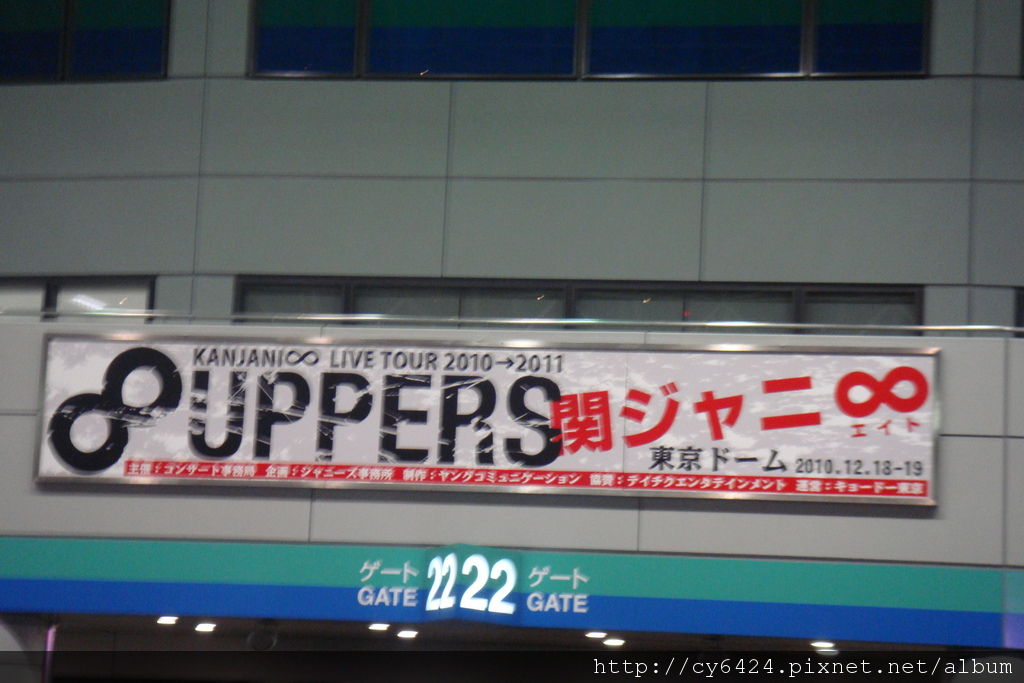 KANJANI∞ LIVE TOUR 2010→2011
8UPPERS
関ジャニ∞
エイト
東京ドーム 2010.12.18-19
主催：コンサート事務局 企画：ジャニーズ事務所 制作：ヤングコミュニケーション 協賛：テイチクエンタテインメント 運営：キョードー東京
ゲート 22 22 ゲート
GATE GATE
http://cy6424.pixnet.net/album